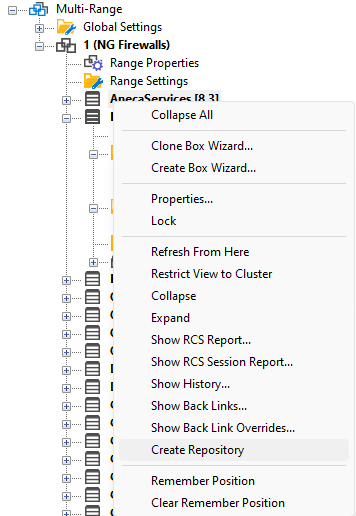 Multi-Range
Global Settings
1 (NG Firewalls)
Range Properties
Range Settings
AnecaServices [8.3]
Collapse All
Clone Box Wizard...
Create Box Wizard...
Properties...
Lock
Refresh From Here
Restrict View to Cluster
Collapse
Expand
Show RCS Report...
Show RCS Session Report...
Show History...
Show Back Links...
Show Back Link Overrides...
Create Repository
Remember Position
Clear Remember Position